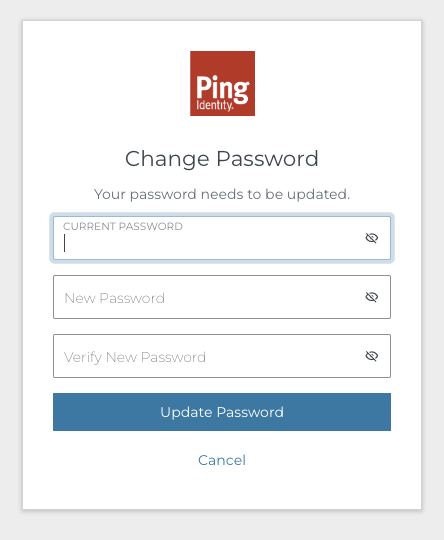 Ping
Identity.
Change Password
Your password needs to be updated.
CURRENT PASSWORD
New Password
Verify New Password
Update Password
Cancel